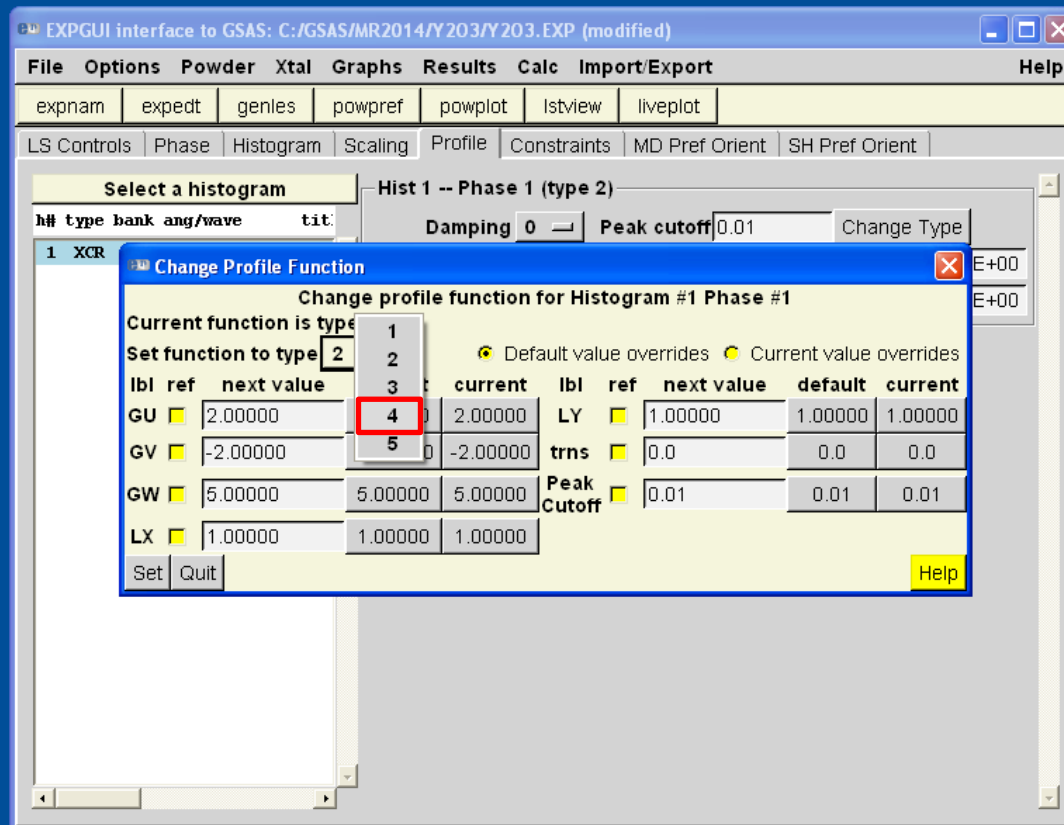 EXPGUI interface to GSAS: C:/GSAS/MR2014/Y2O3/Y2O3.EXP (modified)
File Options Powder Xtal Graphs Results Calc Import/Export Help
expnam expedt genles powpref powplot lstview liveplot
LS Controls Phase Histogram Scaling Profile Constraints MD Pref Orient SH Pref Orient
Select a histogram
h# type bank ang/wave tit
1 XCR
Hist 1 -- Phase 1 (type 2)
Damping 0 Peak cutoff 0.01 Change Type
E+00
E+00
Change Profile Function
Change profile function for Histogram #1 Phase #1
Current function is type
Set function to type 2 Default value overrides Current value overrides
1
2
3
4
5
lbl ref next value t current lbl ref next value default current
GU 2.00000 0 2.00000 LY 1.00000 1.00000 1.00000
GV -2.00000 0 -2.00000 trns 0.0 0.0 0.0
GW 5.00000 5.00000 5.00000 Peak Cutoff 0.01 0.01 0.01
LX 1.00000 1.00000 1.00000
Set Quit Help